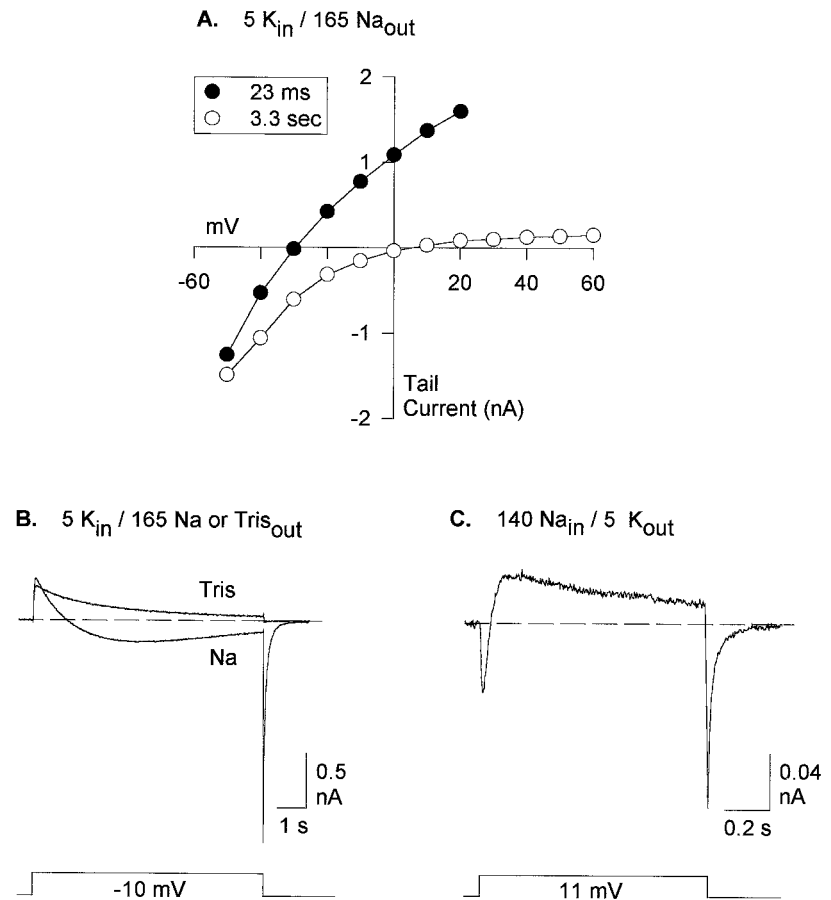 A. 5 K_in / 165 Na_out
23 ms
3.3 sec
2
1
mV
-60
20
40
60
-1
-2
Tail
Current (nA)
B. 5 K_in / 165 Na or Tris_out
Tris
Na
0.5
nA
1 s
-10 mV
C. 140 Na_in / 5 K_out
0.04
nA
0.2 s
11 mV